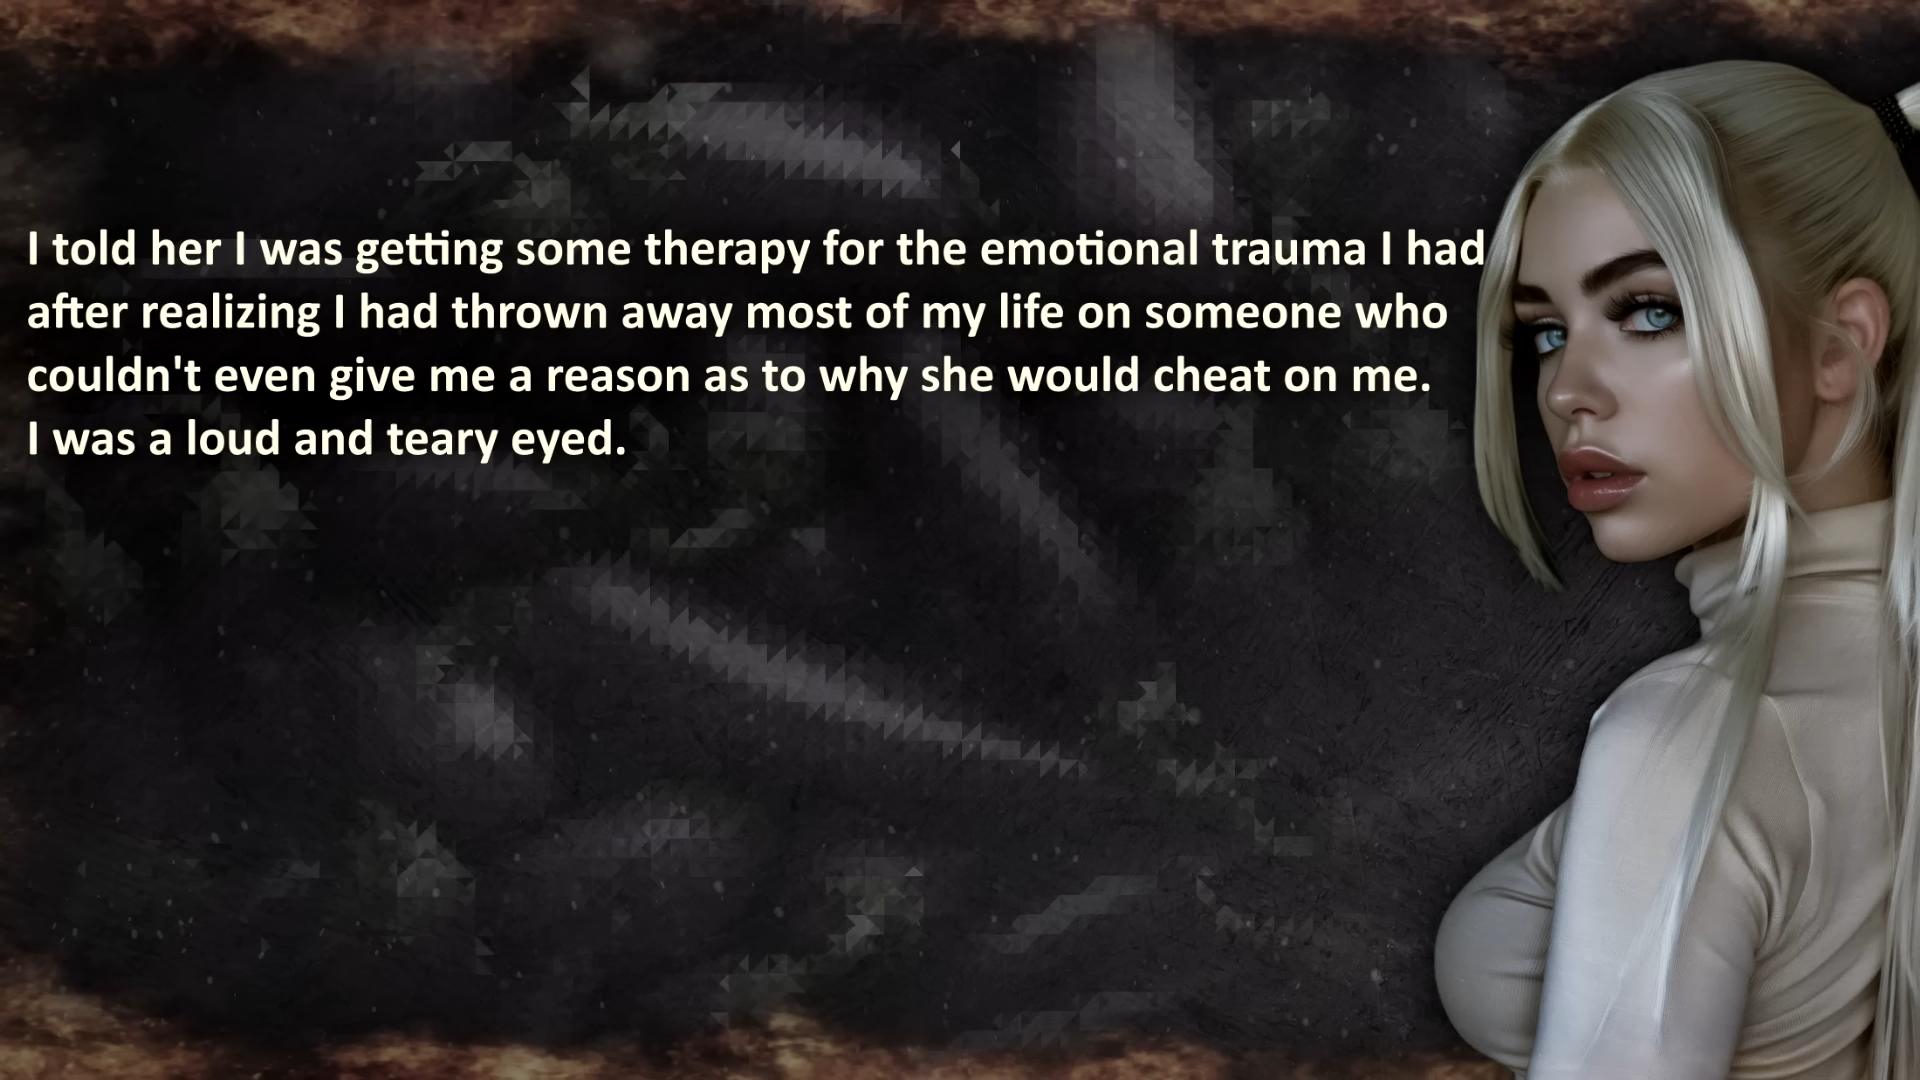 I told her I was getting some therapy for the emotional trauma I had
after realizing I had thrown away most of my life on someone who
couldn't even give me a reason as to why she would cheat on me.
I was a loud and teary eyed.